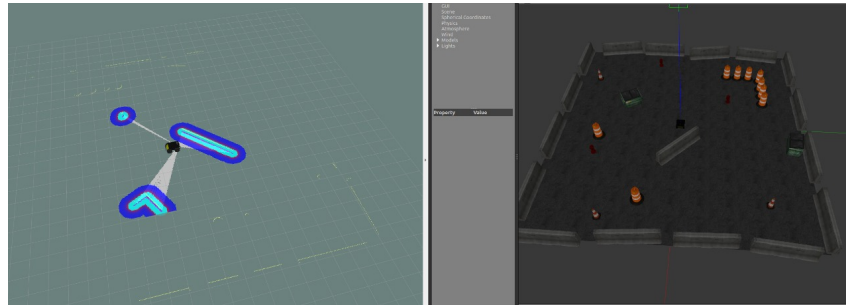 GUI
Scene
Spherical Coordinates
Physics
Atmosphere
Wind
Models
Lights
Property Value